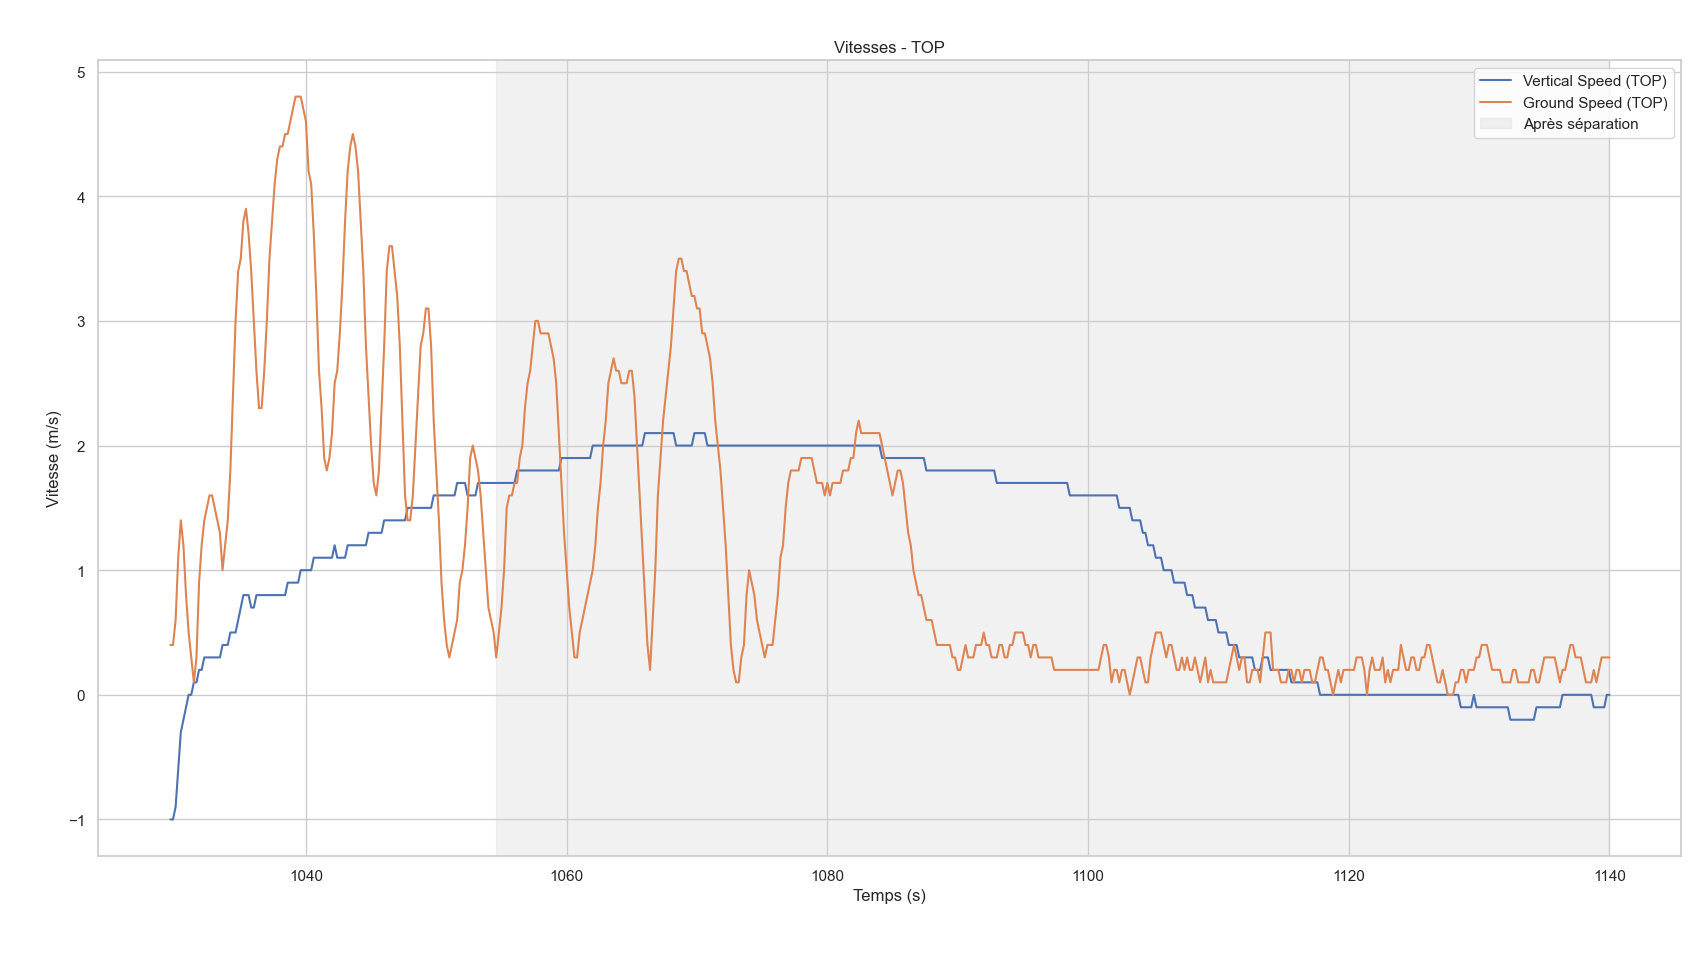 Vitesses - TOP
Vertical Speed (TOP)
Ground Speed (TOP)
Après séparation
5
4
3
2
1
0
−1
Vitesse (m/s)
1040
1060
1080
1100
1120
1140
Temps (s)